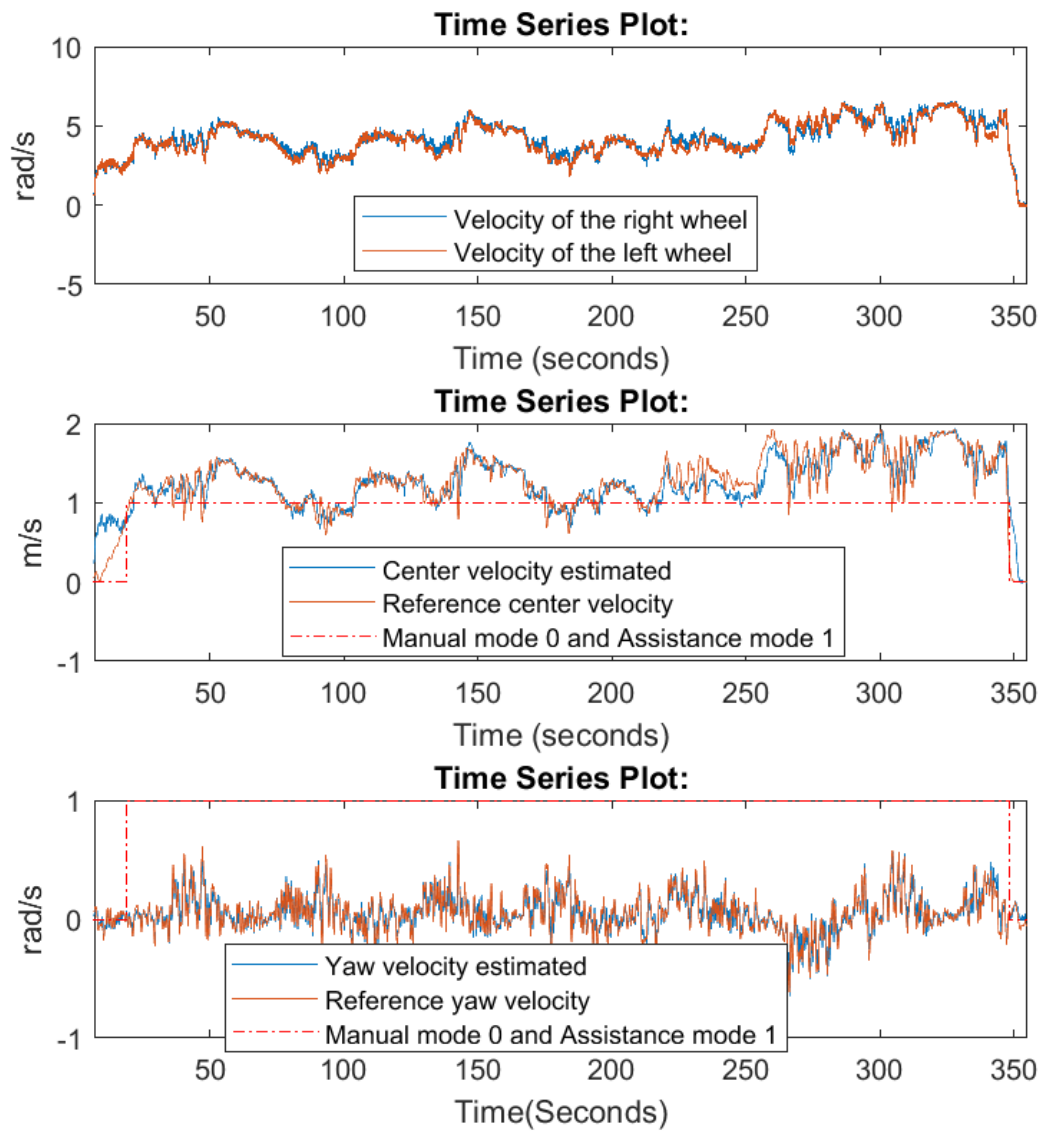 Time Series Plot:
10
5
0
-5
rad/s
Velocity of the right wheel
Velocity of the left wheel
50 100 150 200 250 300 350
Time (seconds)
Time Series Plot:
2
1
0
-1
m/s
Center velocity estimated
Reference center velocity
Manual mode 0 and Assistance mode 1
50 100 150 200 250 300 350
Time (seconds)
Time Series Plot:
1
0
-1
rad/s
Yaw velocity estimated
Reference yaw velocity
Manual mode 0 and Assistance mode 1
50 100 150 200 250 300 350
Time(Seconds)